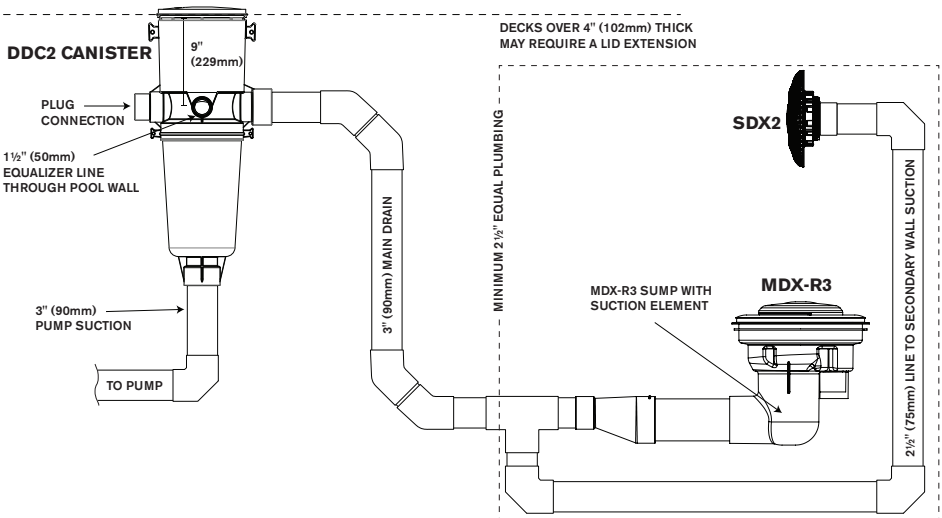 DECKS OVER 4" (102mm) THICK
MAY REQUIRE A LID EXTENSION
DDC2 CANISTER
9"
(229mm)
PLUG
CONNECTION
1½" (50mm)
EQUALIZER LINE
THROUGH POOL WALL
3" (90mm)
PUMP SUCTION
TO PUMP
3" (90mm) MAIN DRAIN
MINIMUM 2½" EQUAL PLUMBING
SDX2
MDX-R3 SUMP WITH
SUCTION ELEMENT
MDX-R3
2½" (75mm) LINE TO SECONDARY WALL SUCTION